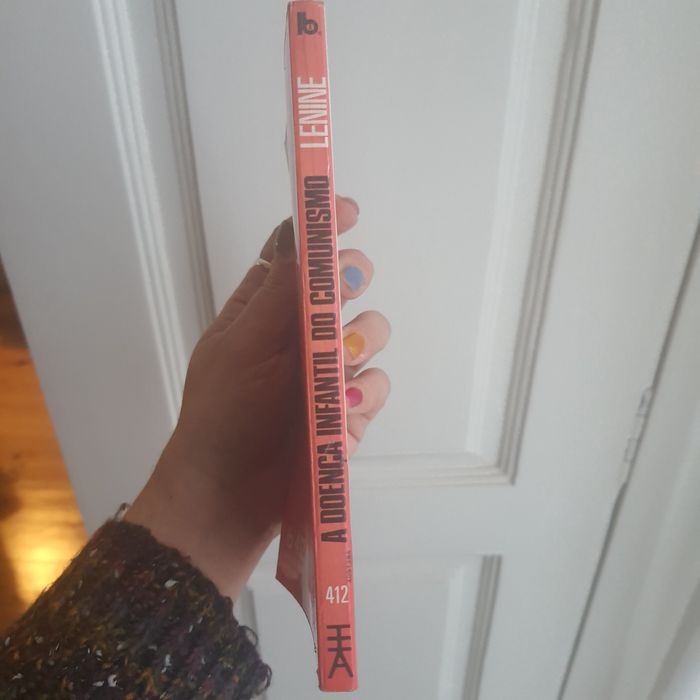 LENINE
A DOENÇA INFANTIL DO COMUNISMO
412